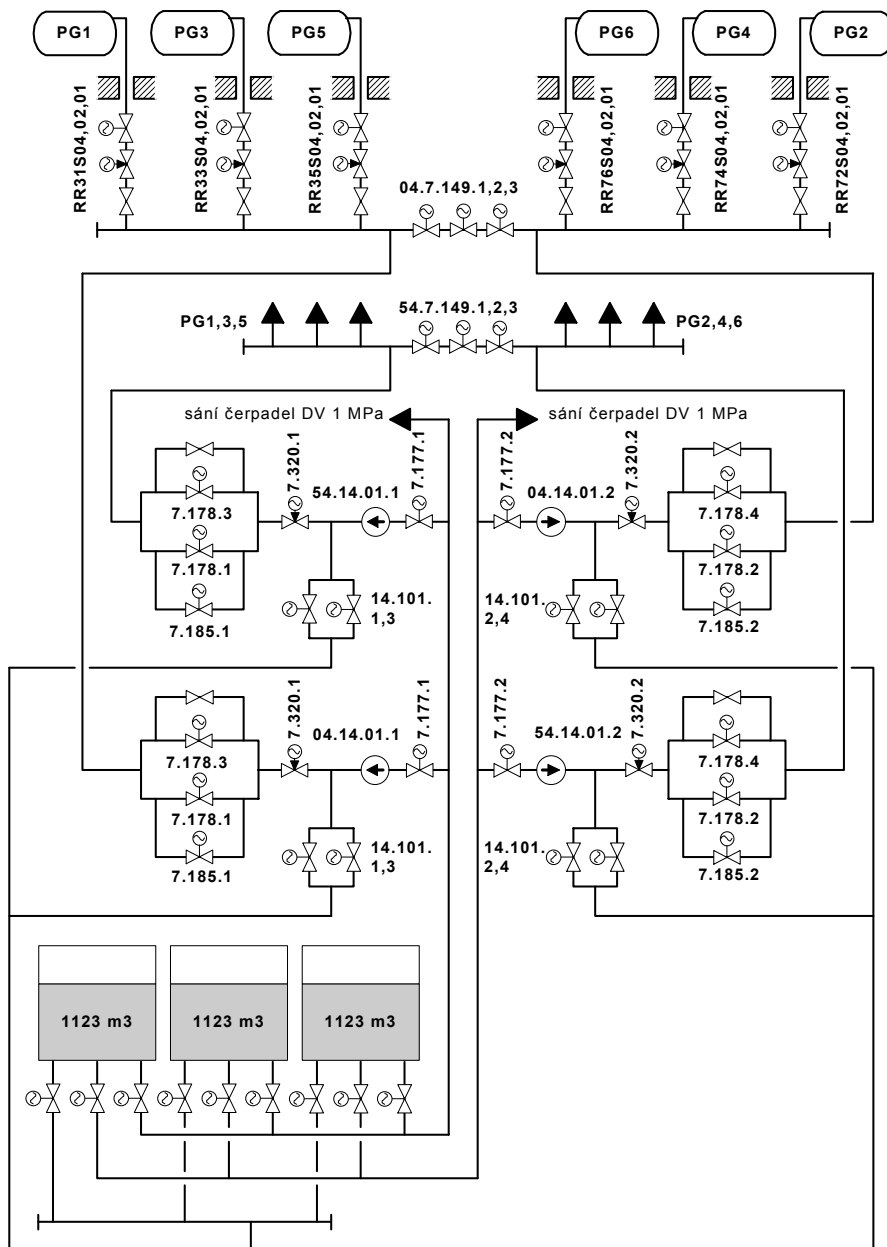 PG1
PG3
PG5
PG6
PG4
PG2
RR31S04,02,01
RR33S04,02,01
RR35S04,02,01
RR76S04,02,01
RR74S04,02,01
RR72S04,02,01
04.7.149.1,2,3
54.7.149.1,2,3
PG1,3,5
PG2,4,6
sání čerpadel DV 1 MPa
sání čerpadel DV 1 MPa
7.320.1
7.177.1
7.177.2
7.320.2
54.14.01.1
04.14.01.2
7.178.3
7.178.4
7.178.1
7.178.2
14.101.
1,3
14.101.
2,4
7.185.1
7.185.2
7.320.1
7.177.1
7.177.2
7.320.2
04.14.01.1
54.14.01.2
7.178.3
7.178.4
7.178.1
7.178.2
14.101.
1,3
14.101.
2,4
7.185.1
7.185.2
1123 m3
1123 m3
1123 m3